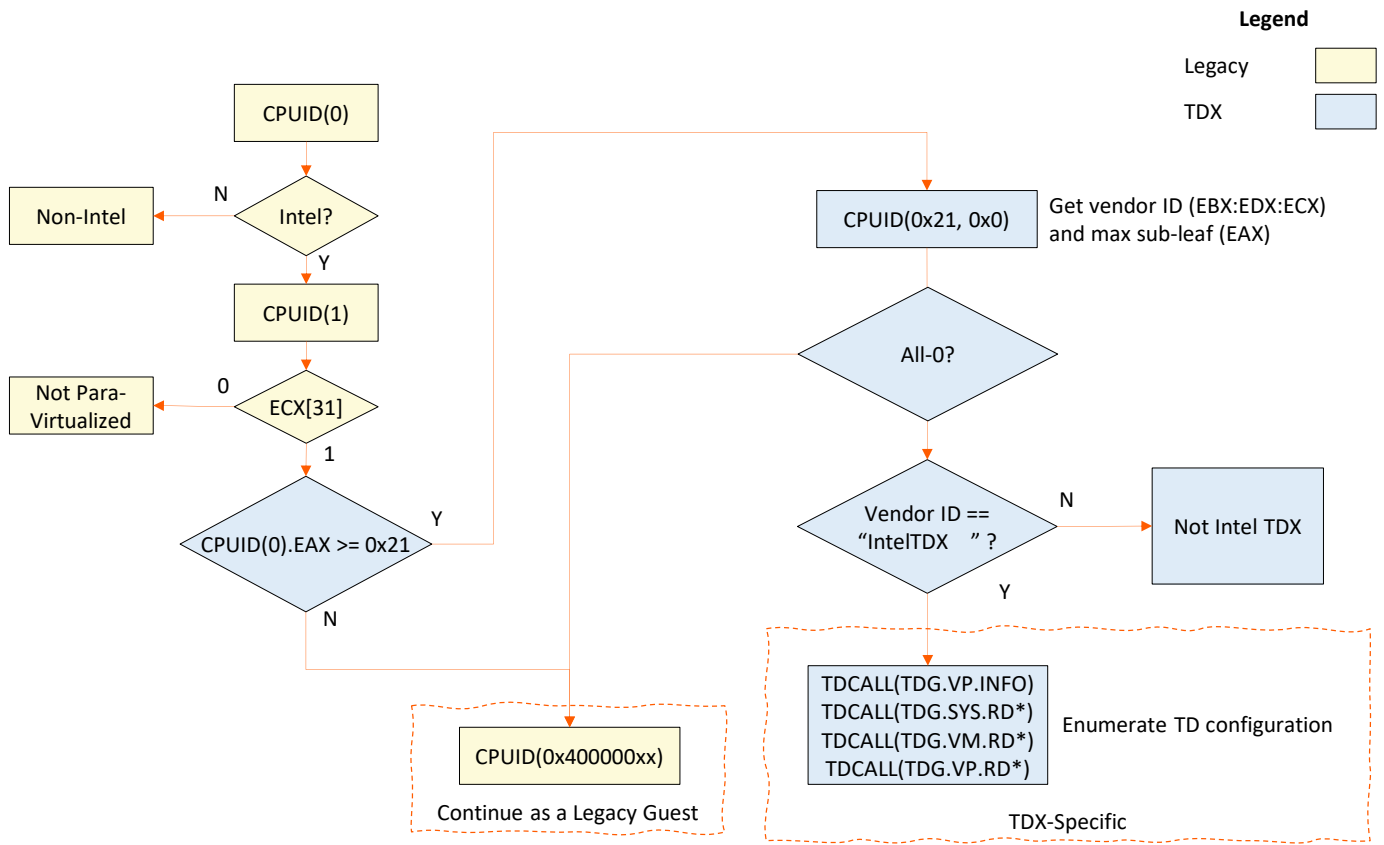 Legend
Legacy
TDX
CPUID(0)
N
Non-Intel
Intel?
Y
CPUID(1)
0
Not Para-
Virtualized
ECX[31]
1
Y
CPUID(0).EAX >= 0x21
N
CPUID(0x400000xx)
Continue as a Legacy Guest
CPUID(0x21, 0x0)
Get vendor ID (EBX:EDX:ECX)
and max sub-leaf (EAX)
All-0?
Vendor ID ==
“IntelTDX    ” ?
N
Not Intel TDX
Y
TDCALL(TDG.VP.INFO)
TDCALL(TDG.SYS.RD*)
TDCALL(TDG.VM.RD*)
TDCALL(TDG.VP.RD*)
Enumerate TD configuration
TDX-Specific